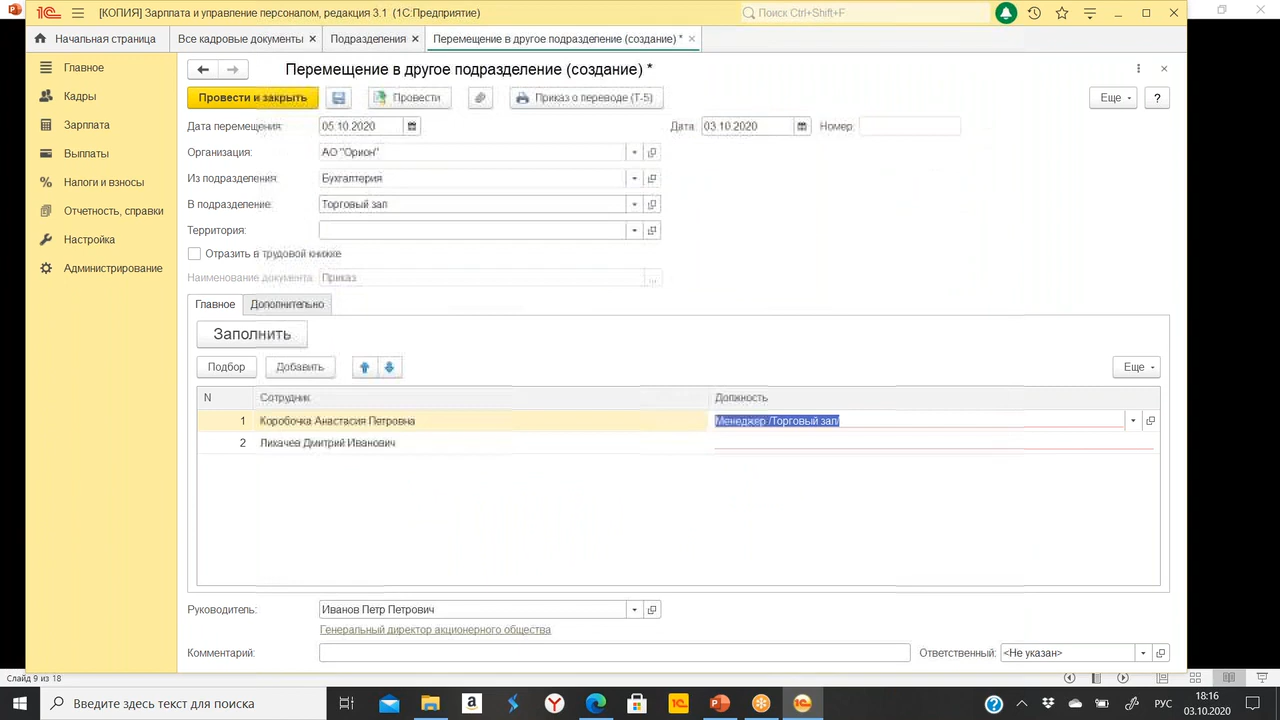 [КОПИЯ] Зарплата и управление персоналом, редакция 3.1 (1С:Предприятие)
Поиск Ctrl+Shift+F
Начальная страница
Все кадровые документы
Подразделения
Перемещение в другое подразделение (создание) *
Главное
Кадры
Зарплата
Выплаты
Налоги и взносы
Отчетность, справки
Настройка
Администрирование
Перемещение в другое подразделение (создание) *
Провести и закрыть
Провести
Приказ о переводе (Т-5)
Еще
?
Дата перемещения: 05.10.2020
Дата: 03.10.2020
Номер:
Организация: АО "Орион"
Из подразделения: Бухгалтерия
В подразделение: Торговый зал
Территория:
Отразить в трудовой книжке
Наименование документа: Приказ
Главное
Дополнительно
Заполнить
Подбор
Добавить
Еще
N Сотрудник Должность
1 Коробочка Анастасия Петровна Менеджер /Торговый зал/
2 Лихачев Дмитрий Иванович
Руководитель: Иванов Петр Петрович
Генеральный директор акционерного общества
Комментарий:
Ответственный: <Не указан>
Слайд 9 из 18
Введите здесь текст для поиска
РУС
18:16
03.10.2020